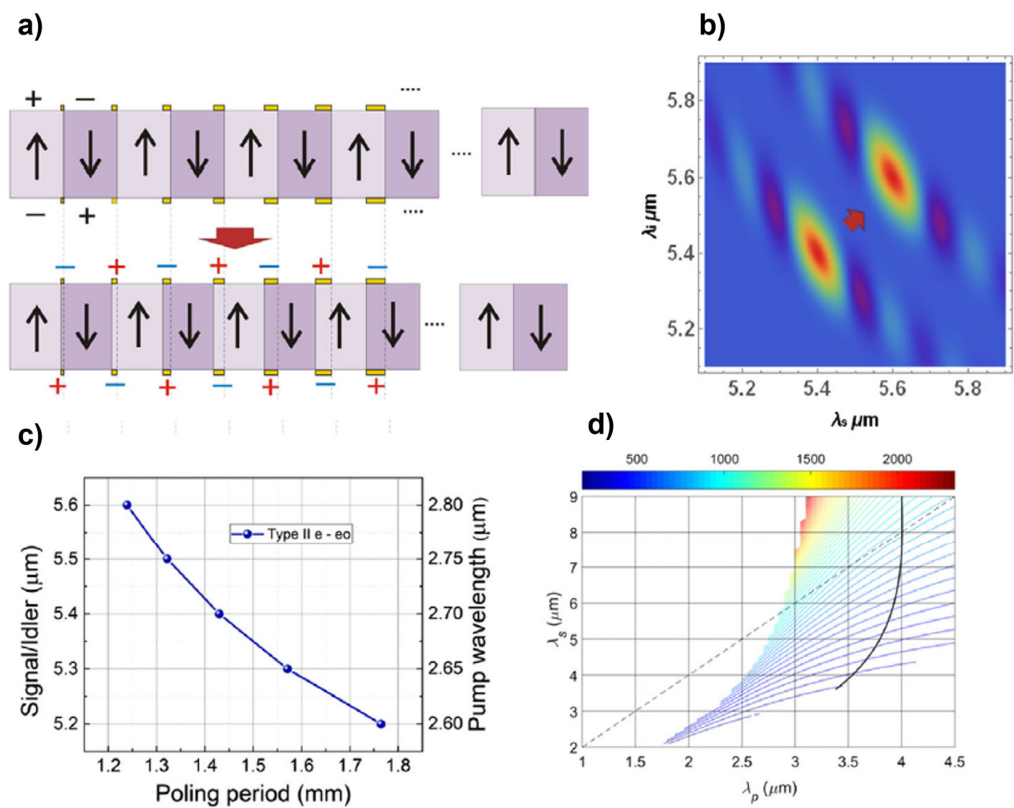 a)
+ −
....
....
− +
....
− + − + − +
....
+ − + − + − +
b)
λi μm
5.8
5.6
5.4
5.2
5.2 5.4 5.6 5.8
λs μm
c)
Signal/Idler (μm)
5.6
5.5
5.4
5.3
5.2
Type II e - eo
2.80
2.75
2.70
2.65
2.60
Pump wavelength (μm)
1.2 1.3 1.4 1.5 1.6 1.7 1.8
Poling period (mm)
d)
500 1000 1500 2000
λs (μm)
9
8
7
6
5
4
3
2
1 1.5 2 2.5 3 3.5 4 4.5
λp (μm)